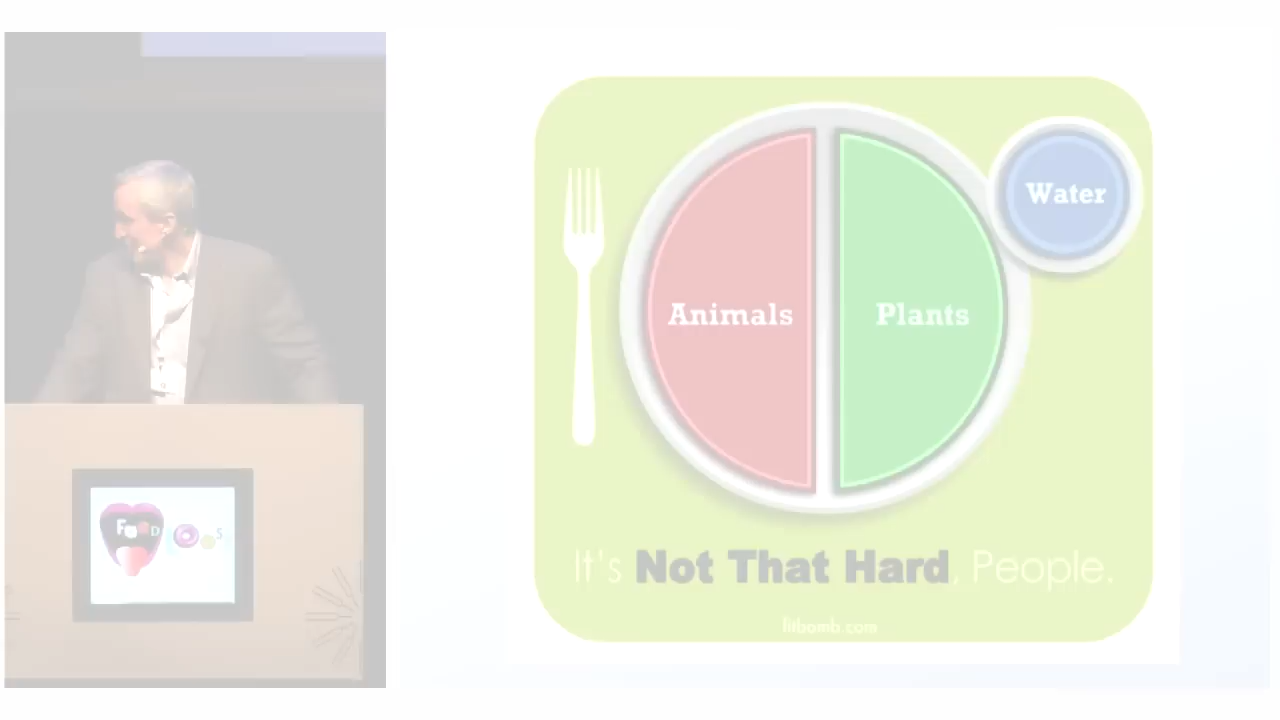 Water
Animals
Plants
It's Not That Hard, People.
fitbomb.com